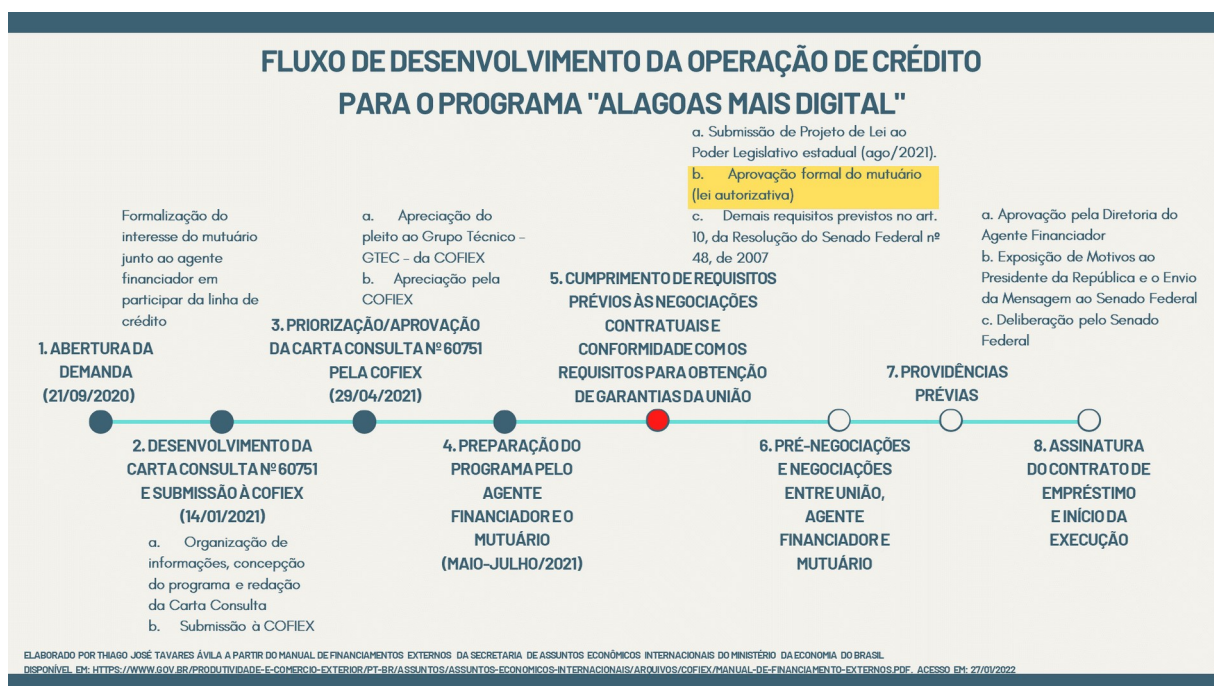 FLUXO DE DESENVOLVIMENTO DA OPERAÇÃO DE CRÉDITO
PARA O PROGRAMA "ALAGOAS MAIS DIGITAL"
Formalização do
interesse do mutuário
junto ao agente
financiador em
participar da linha de
crédito
1. ABERTURA DA
DEMANDA
(21/09/2020)
2. DESENVOLVIMENTO DA
CARTA CONSULTA Nº 60751
E SUBMISSÃO À COFIEX
(14/01/2021)
a. Organização de
informações, concepção
do programa e redação
da Carta Consulta
b. Submissão à COFIEX
a. Apreciação do
pleito ao Grupo Técnico –
GTEC – da COFIEX
b. Apreciação pela
COFIEX
3. PRIORIZAÇÃO/APROVAÇÃO
DA CARTA CONSULTA Nº 60751
PELA COFIEX
(29/04/2021)
4. PREPARAÇÃO DO
PROGRAMA PELO
AGENTE
FINANCIADOR E O
MUTUÁRIO
(MAIO-JULHO/2021)
a. Submissão de Projeto de Lei ao
Poder Legislativo estadual (ago/2021).
b. Aprovação formal do mutuário
(lei autorizativa)
c. Demais requisitos previstos no art.
10, da Resolução do Senado Federal nº
48, de 2007
5. CUMPRIMENTO DE REQUISITOS
PRÉVIOS ÀS NEGOCIAÇÕES
CONTRATUAIS E
CONFORMIDADE COM OS
REQUISITOS PARA OBTENÇÃO
DE GARANTIAS DA UNIÃO
6. PRÉ-NEGOCIAÇÕES
E NEGOCIAÇÕES
ENTRE UNIÃO,
AGENTE
FINANCIADOR E
MUTUÁRIO
a. Aprovação pela Diretoria do
Agente Financiador
b. Exposição de Motivos ao
Presidente da República e o Envio
da Mensagem ao Senado Federal
c. Deliberação pelo Senado
Federal
7. PROVIDÊNCIAS
PRÉVIAS
8. ASSINATURA
DO CONTRATO DE
EMPRÉSTIMO
E INÍCIO DA
EXECUÇÃO
ELABORADO POR THIAGO JOSÉ TAVARES ÁVILA A PARTIR DO MANUAL DE FINANCIAMENTOS EXTERNOS DA SECRETARIA DE ASSUNTOS ECONÔMICOS INTERNACIONAIS DO MINISTÉRIO DA ECONOMIA DO BRASIL
DISPONÍVEL EM: HTTPS://WWW.GOV.BR/PRODUTIVIDADE-E-COMERCIO-EXTERIOR/PT-BR/ASSUNTOS/ASSUNTOS-ECONOMICOS-INTERNACIONAIS/ARQUIVOS/COFIEX/MANUAL-DE-FINANCIAMENTO-EXTERNOS.PDF. ACESSO EM: 27/01/2022